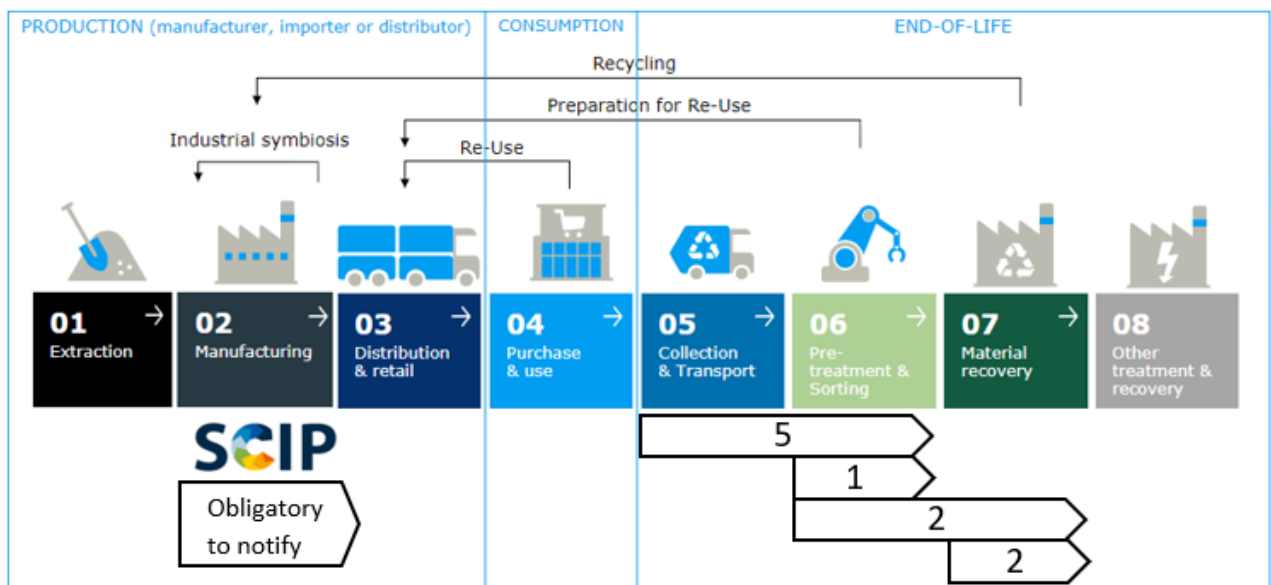 PRODUCTION (manufacturer, importer or distributor)
CONSUMPTION
END-OF-LIFE
Recycling
Preparation for Re-Use
Industrial symbiosis
Re-Use
01
Extraction
02
Manufacturing
03
Distribution
& retail
04
Purchase
& use
05
Collection
& Transport
06
Pre-
treatment &
Sorting
07
Material
recovery
08
Other
treatment &
recovery
SCIP
Obligatory
to notify
5
1
2
2